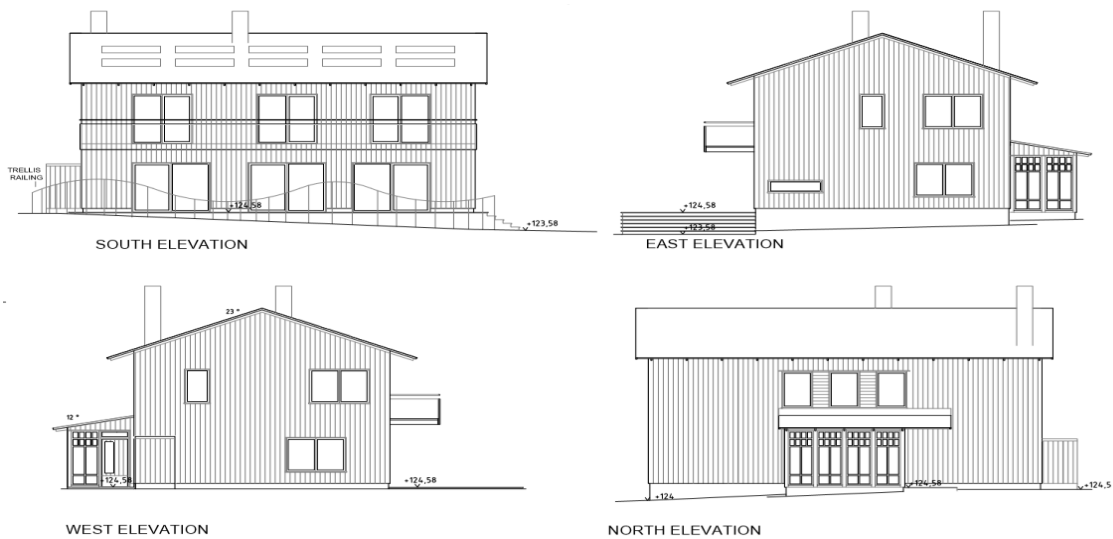 TRELLIS
RAILING
+124,58
+123,58
SOUTH ELEVATION
+124,58
+123,58
EAST ELEVATION
23 °
12 °
+124,58
+124,58
WEST ELEVATION
+124
+124,58
+124,5
NORTH ELEVATION